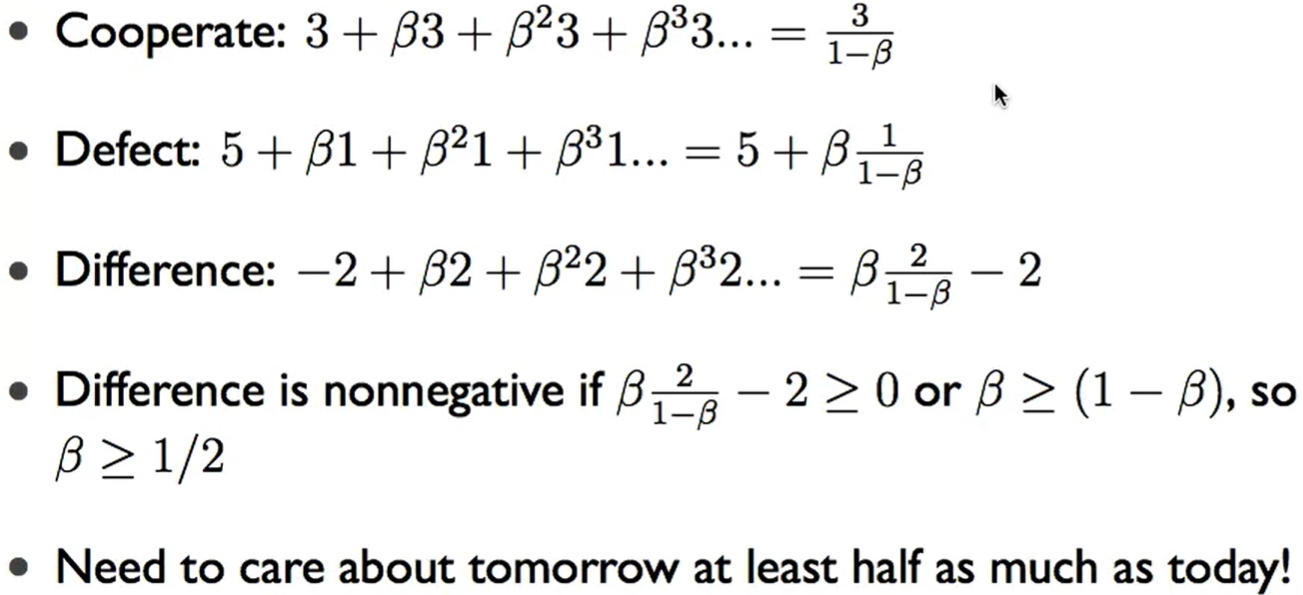 • Cooperate: 3 + β3 + β²3 + β³3... = 3/(1−β)
• Defect: 5 + β1 + β²1 + β³1... = 5 + β 1/(1−β)
• Difference: −2 + β2 + β²2 + β³2... = β 2/(1−β) − 2
• Difference is nonnegative if β 2/(1−β) − 2 ≥ 0 or β ≥ (1 − β), so
β ≥ 1/2
• Need to care about tomorrow at least half as much as today!